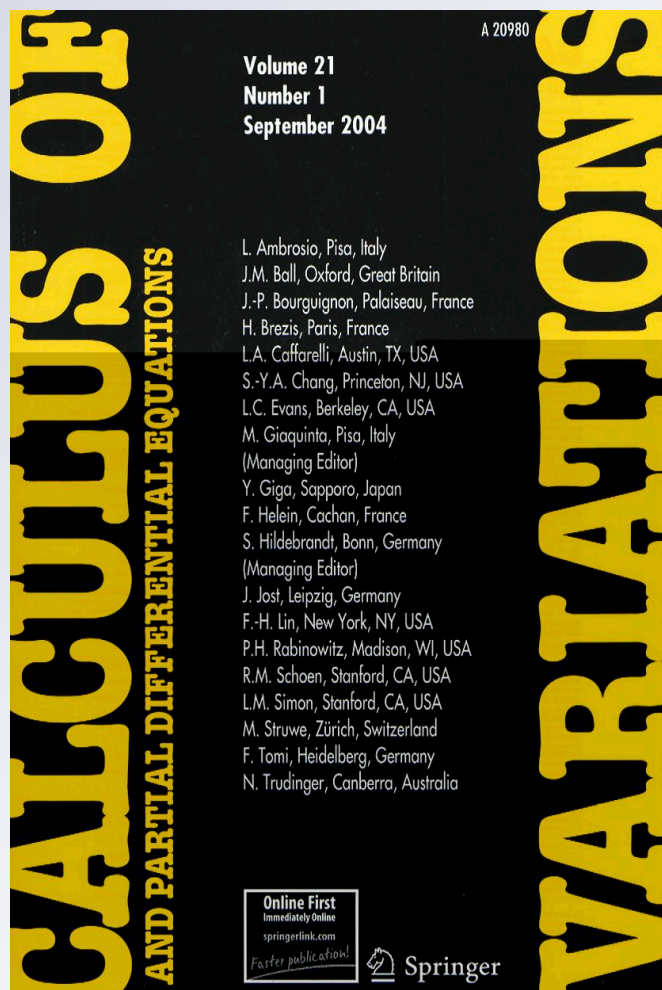 A 20980
CALCULUS OF
VARIATIONS
AND PARTIAL DIFFERENTIAL EQUATIONS
Volume 21
Number 1
September 2004
L. Ambrosio, Pisa, Italy
J.M. Ball, Oxford, Great Britain
J.-P. Bourguignon, Palaiseau, France
H. Brezis, Paris, France
L.A. Caffarelli, Austin, TX, USA
S.-Y.A. Chang, Princeton, NJ, USA
L.C. Evans, Berkeley, CA, USA
M. Giaquinta, Pisa, Italy
(Managing Editor)
Y. Giga, Sapporo, Japan
F. Helein, Cachan, France
S. Hildebrandt, Bonn, Germany
(Managing Editor)
J. Jost, Leipzig, Germany
F.-H. Lin, New York, NY, USA
P.H. Rabinowitz, Madison, WI, USA
R.M. Schoen, Stanford, CA, USA
L.M. Simon, Stanford, CA, USA
M. Struwe, Zürich, Switzerland
F. Tomi, Heidelberg, Germany
N. Trudinger, Canberra, Australia
Online First
Immediately Online
springerlink.com
Faster publication!
Springer